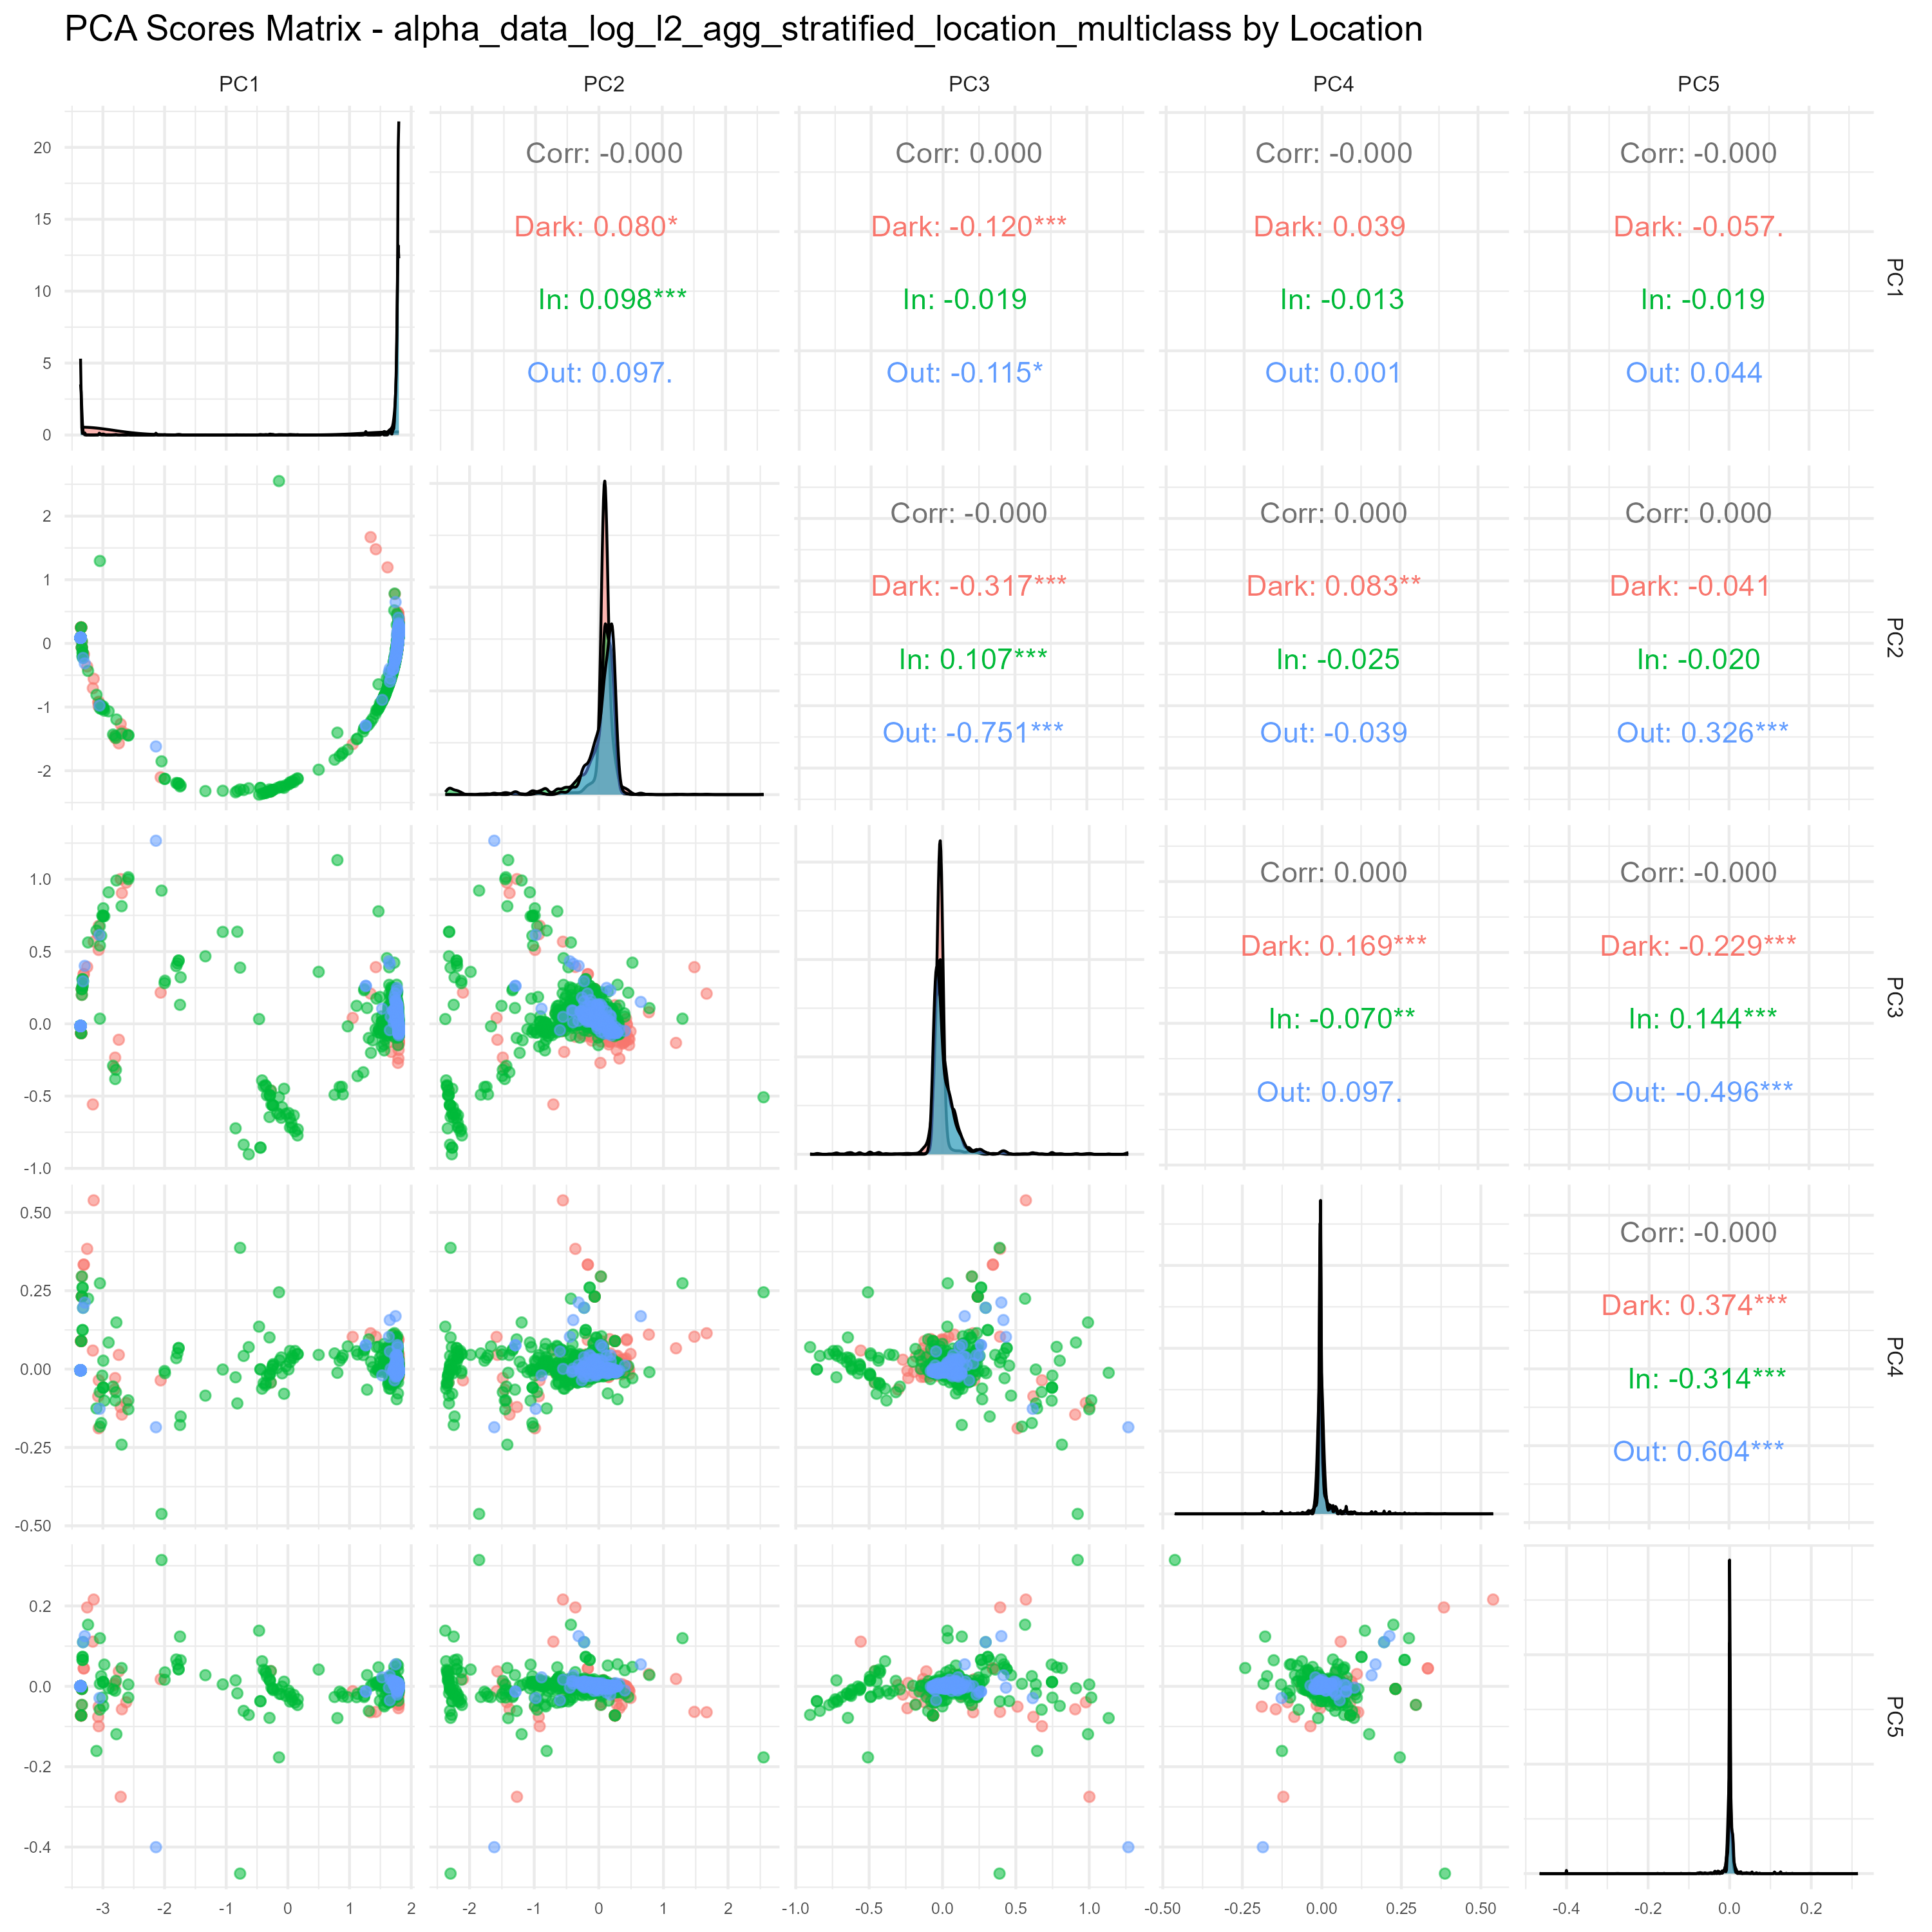 PCA Scores Matrix - alpha_data_log_l2_agg_stratified_location_multiclass by Location
PC1 PC2 PC3 PC4 PC5
20
15
10
5
0
Corr: -0.000
Dark: 0.080*
In: 0.098***
Out: 0.097.
Corr: 0.000
Dark: -0.120***
In: -0.019
Out: -0.115*
Corr: -0.000
Dark: 0.039
In: -0.013
Out: 0.001
Corr: -0.000
Dark: -0.057.
In: -0.019
Out: 0.044
PC1
2
1
0
-1
-2
Corr: -0.000
Dark: -0.317***
In: 0.107***
Out: -0.751***
Corr: 0.000
Dark: 0.083**
In: -0.025
Out: -0.039
Corr: 0.000
Dark: -0.041
In: -0.020
Out: 0.326***
PC2
1.0
0.5
0.0
-0.5
-1.0
Corr: 0.000
Dark: 0.169***
In: -0.070**
Out: 0.097.
Corr: -0.000
Dark: -0.229***
In: 0.144***
Out: -0.496***
PC3
0.50
0.25
0.00
-0.25
-0.50
Corr: -0.000
Dark: 0.374***
In: -0.314***
Out: 0.604***
PC4
0.2
0.0
-0.2
-0.4
PC5
-3 -2 -1 0 1 2
-2 -1 0 1 2
-1.0 -0.5 0.0 0.5 1.0
-0.50 -0.25 0.00 0.25 0.50
-0.4 -0.2 0.0 0.2